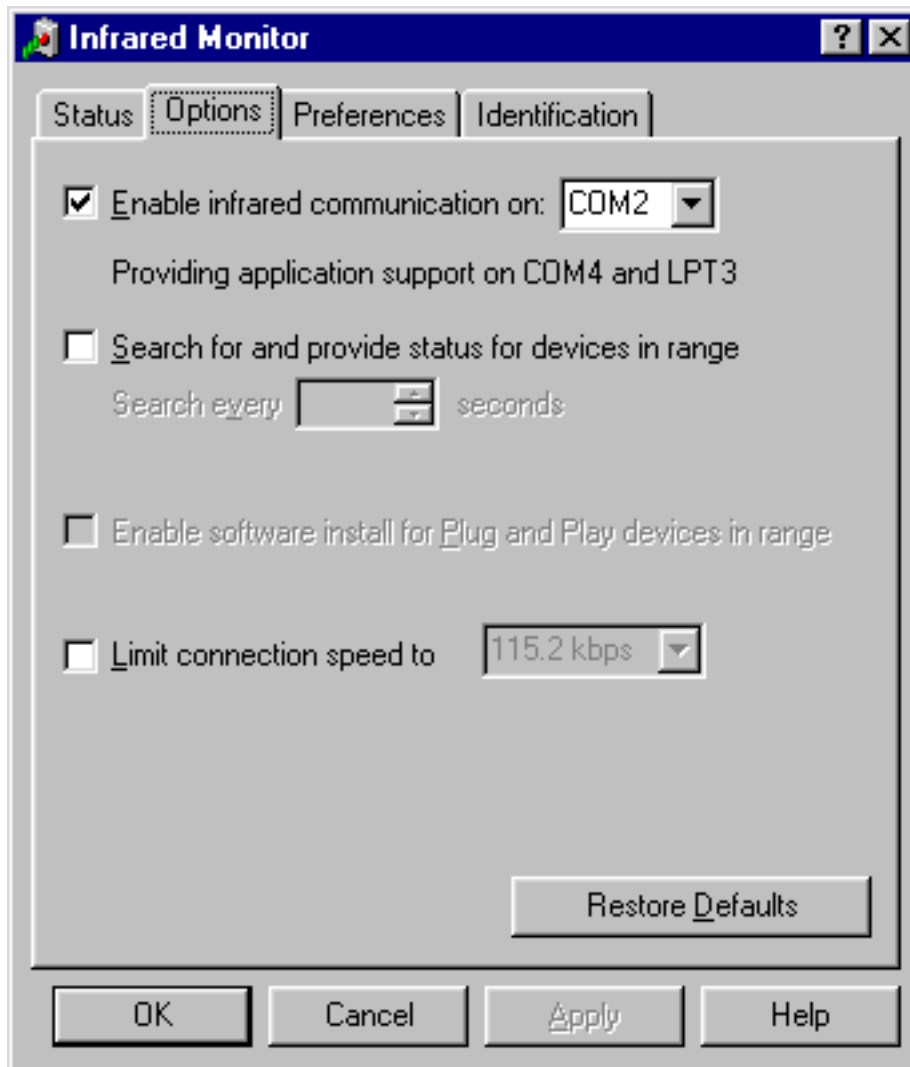 Infrared Monitor
Status Options Preferences Identification
Enable infrared communication on: COM2
Providing application support on COM4 and LPT3
Search for and provide status for devices in range
Search every seconds
Enable software install for Plug and Play devices in range
Limit connection speed to 115.2 kbps
Restore Defaults
OK Cancel Apply Help